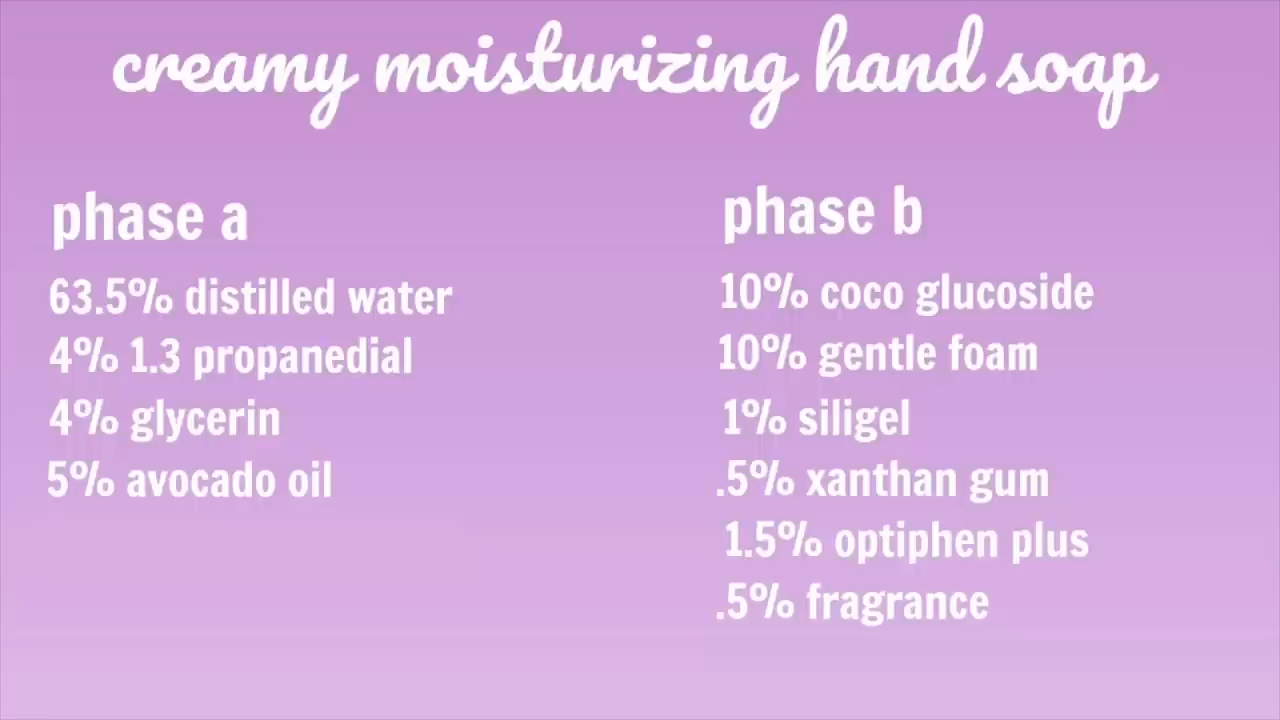 creamy moisturizing hand soap
phase a
63.5% distilled water
4% 1.3 propanedial
4% glycerin
5% avocado oil
phase b
10% coco glucoside
10% gentle foam
1% siligel
.5% xanthan gum
1.5% optiphen plus
.5% fragrance